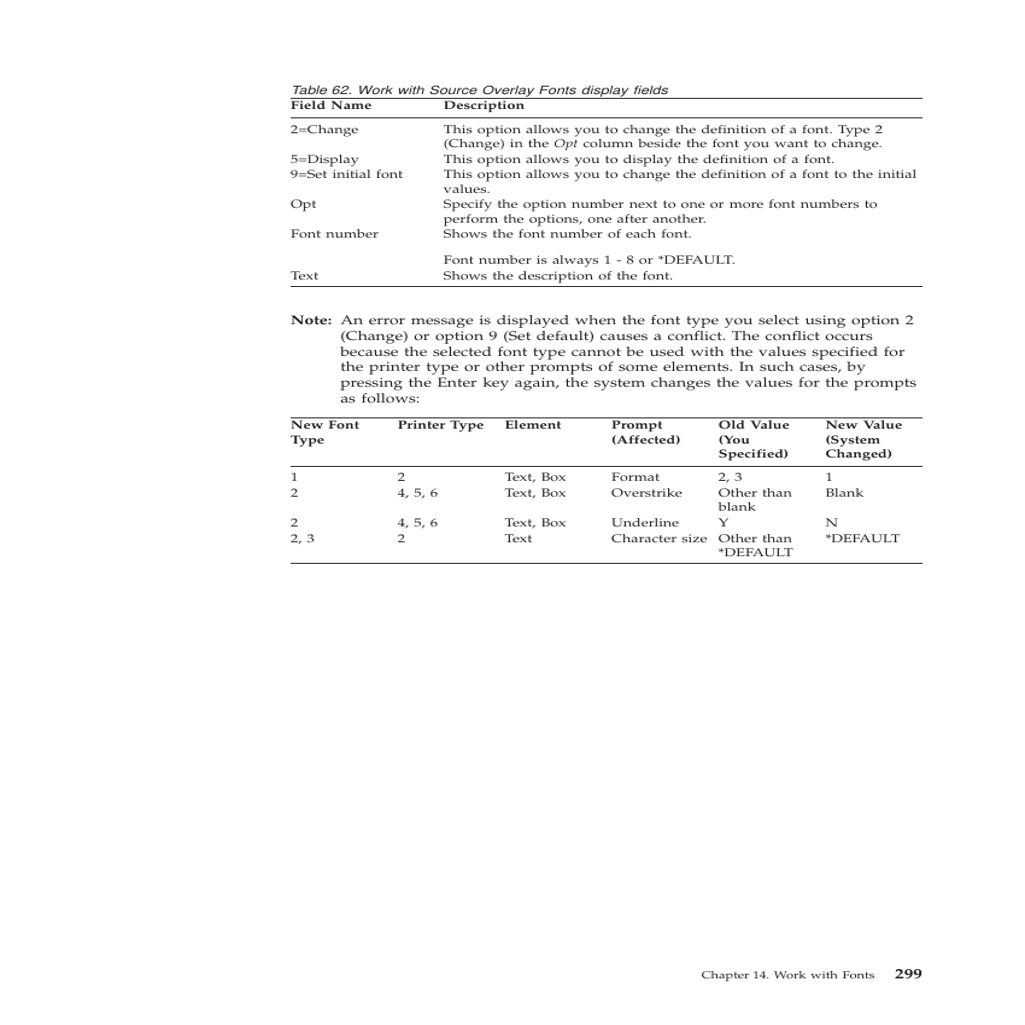 Table 62. Work with Source Overlay Fonts display fields
Field Name Description
2=Change This option allows you to change the definition of a font. Type 2
(Change) in the Opt column beside the font you want to change.
5=Display This option allows you to display the definition of a font.
9=Set initial font This option allows you to change the definition of a font to the initial
values.
Opt Specify the option number next to one or more font numbers to
perform the options, one after another.
Font number Shows the font number of each font.
Font number is always 1 - 8 or *DEFAULT.
Text Shows the description of the font.
Note: An error message is displayed when the font type you select using option 2
(Change) or option 9 (Set default) causes a conflict. The conflict occurs
because the selected font type cannot be used with the values specified for
the printer type or other prompts of some elements. In such cases, by
pressing the Enter key again, the system changes the values for the prompts
as follows:
New Font Printer Type Element Prompt Old Value New Value
Type (Affected) (You (System
Specified) Changed)
1 2 Text, Box Format 2, 3 1
2 4, 5, 6 Text, Box Overstrike Other than Blank
blank
2 4, 5, 6 Text, Box Underline Y N
2, 3 2 Text Character size Other than *DEFAULT
*DEFAULT
Chapter 14. Work with Fonts 299